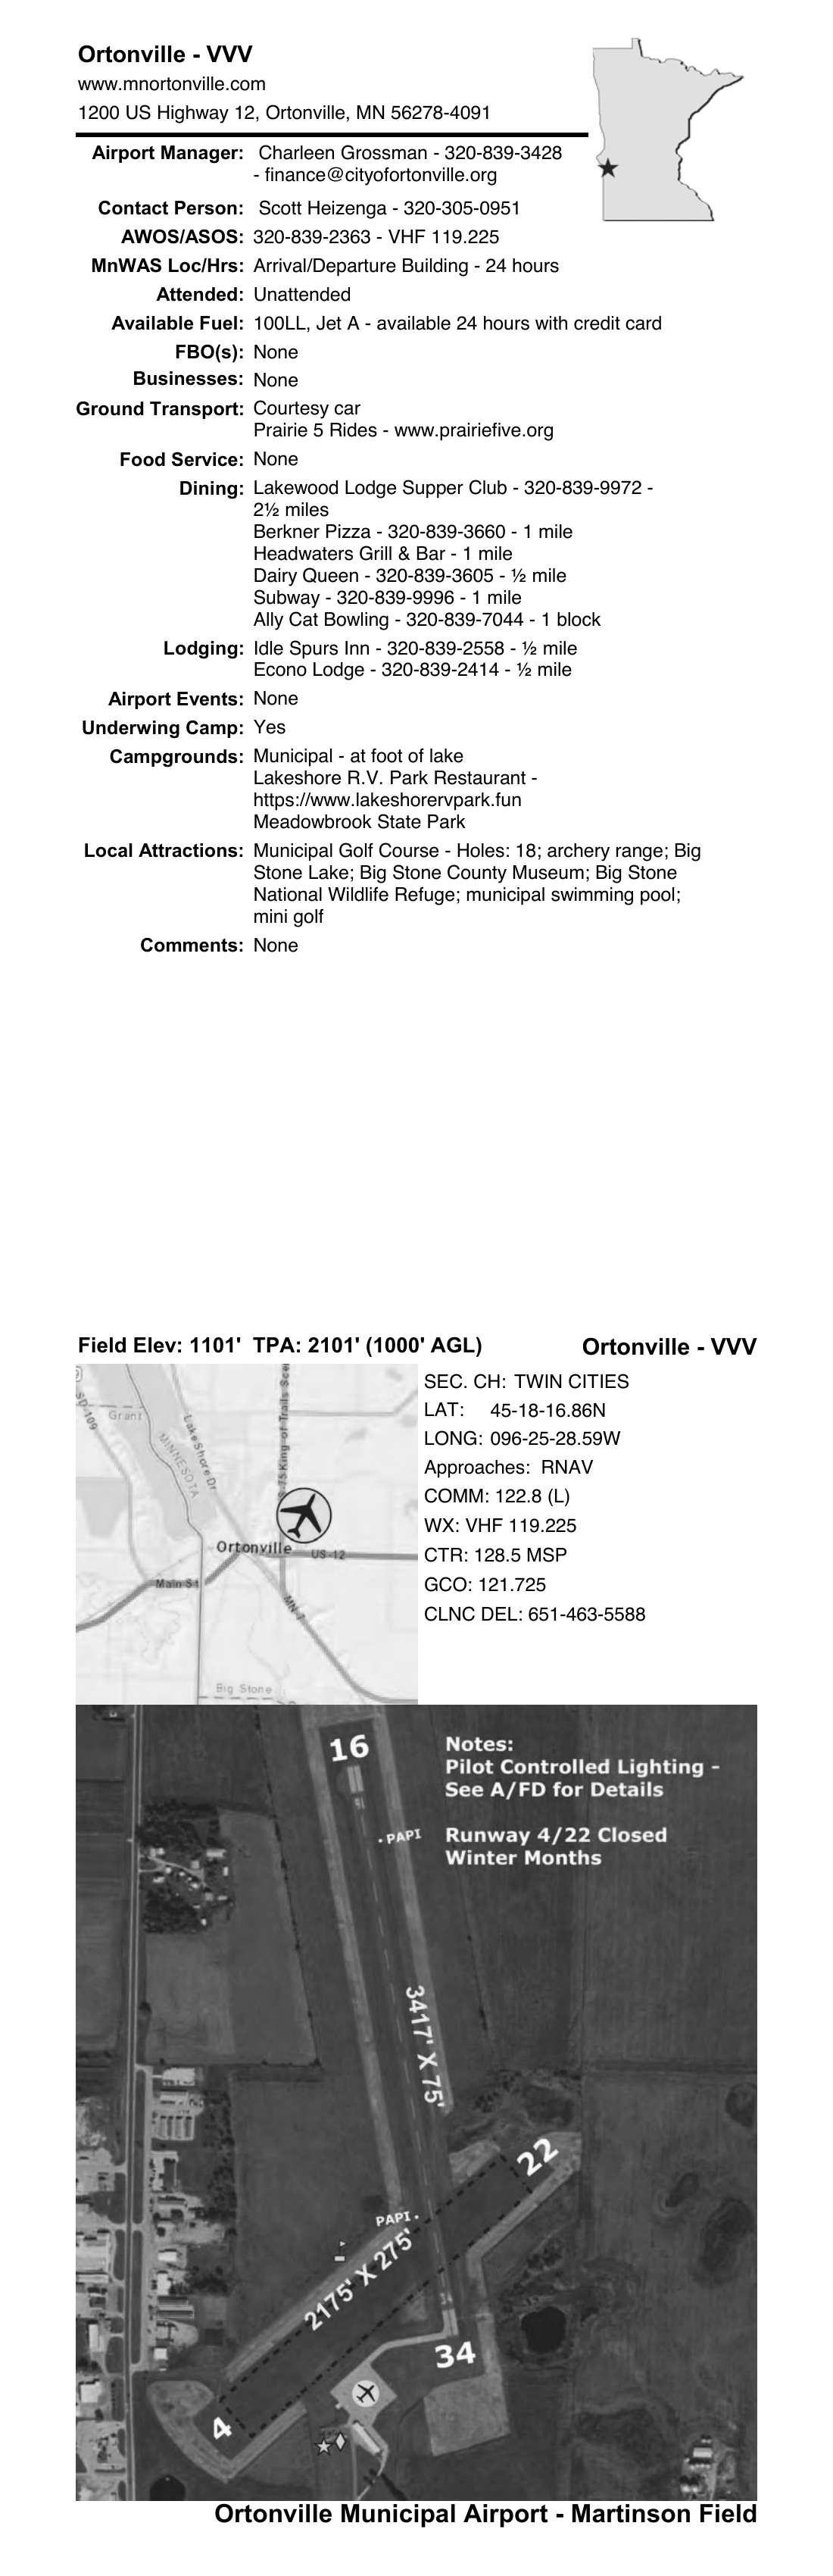 Ortonville - VVV
www.mnortonville.com
1200 US Highway 12, Ortonville, MN 56278-4091
Airport Manager: Charleen Grossman - 320-839-3428
- finance@cityofortonville.org
Contact Person: Scott Heizenga - 320-305-0951
AWOS/ASOS: 320-839-2363 - VHF 119.225
MnWAS Loc/Hrs: Arrival/Departure Building - 24 hours
Attended: Unattended
Available Fuel: 100LL, Jet A - available 24 hours with credit card
FBO(s): None
Businesses: None
Ground Transport: Courtesy car
Prairie 5 Rides - www.prairiefive.org
Food Service: None
Dining: Lakewood Lodge Supper Club - 320-839-9972 -
2½ miles
Berkner Pizza - 320-839-3660 - 1 mile
Headwaters Grill & Bar - 1 mile
Dairy Queen - 320-839-3605 - ½ mile
Subway - 320-839-9996 - 1 mile
Ally Cat Bowling - 320-839-7044 - 1 block
Lodging: Idle Spurs Inn - 320-839-2558 - ½ mile
Econo Lodge - 320-839-2414 - ½ mile
Airport Events: None
Underwing Camp: Yes
Campgrounds: Municipal - at foot of lake
Lakeshore R.V. Park Restaurant -
https://www.lakeshorervpark.fun
Meadowbrook State Park
Local Attractions: Municipal Golf Course - Holes: 18; archery range; Big
Stone Lake; Big Stone County Museum; Big Stone
National Wildlife Refuge; municipal swimming pool;
mini golf
Comments: None
Field Elev: 1101' TPA: 2101' (1000' AGL)
Ortonville - VVV
SD-109
Grant
MINNESOTA
Lake Shore Dr
75 King of Trails
Ortonville
US-12
Main St
MN-7
Big Stone
SEC. CH: TWIN CITIES
LAT: 45-18-16.86N
LONG: 096-25-28.59W
Approaches: RNAV
COMM: 122.8 (L)
WX: VHF 119.225
CTR: 128.5 MSP
GCO: 121.725
CLNC DEL: 651-463-5588
16
Notes:
Pilot Controlled Lighting -
See A/FD for Details
PAPI
Runway 4/22 Closed
Winter Months
3417' X 75'
22
PAPI
2175' X 275'
34
4
Ortonville Municipal Airport - Martinson Field